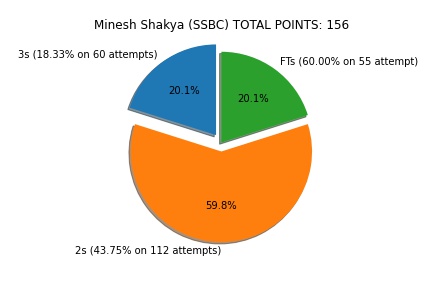 Minesh Shakya (SSBC) TOTAL POINTS: 156
3s (18.33% on 60 attempts)
FTs (60.00% on 55 attempt)
20.1%
20.1%
59.8%
2s (43.75% on 112 attempts)